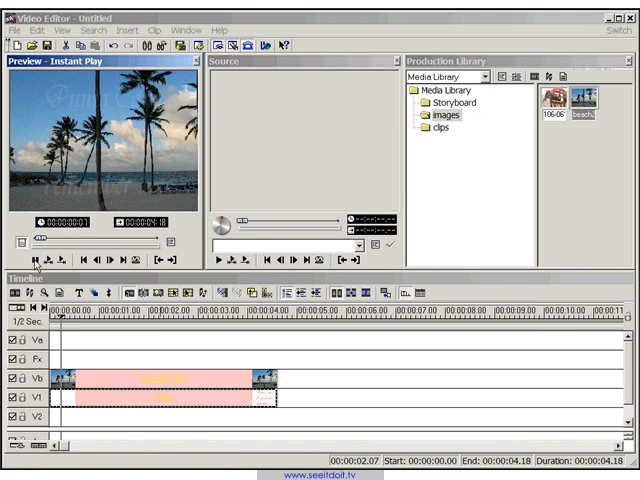 Video Editor - Untitled
File Edit View Search Insert Clip Window Help Switch
Preview - Instant Play
Source
Production Library
Punta
remember
Media Library
Media Library
Storyboard
images
clips
106-06
beach2
00:00:00:07
00:00:04:18
--:--:--,--
--:--:--,--
Timeline
1/2 Sec.
00:00:00.00 00:00:01.00 00:00:02.00 00:00:03.00 00:00:04.00 00:00:05.00 00:00:06.00 00:00:07.00 00:00:08.00 00:00:09.00 00:00:10.00 00:00:11
Va
Fx
Vb
V1
V2
00:00:02.07 Start: 00:00:00.00 End: 00:00:04.18 Duration: 00:00:04.18
www.seeitdoit.tv